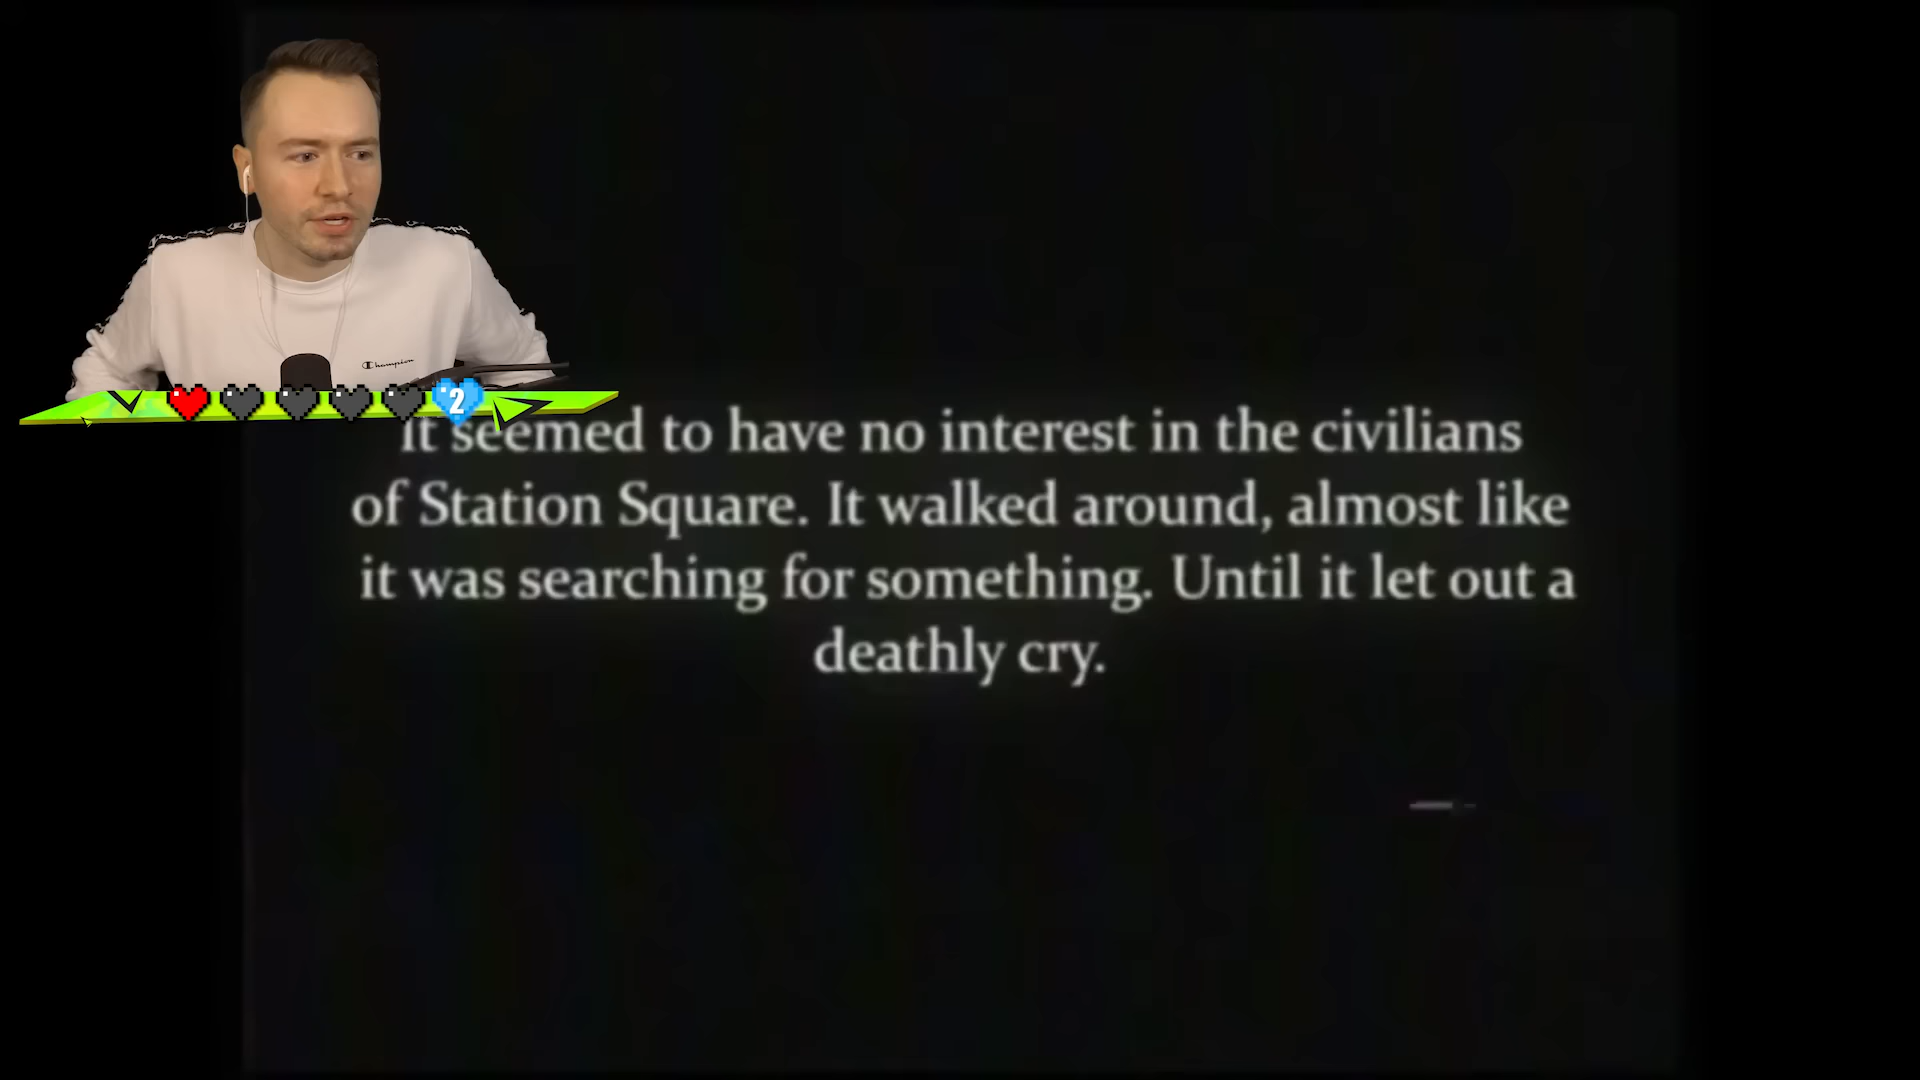 Champion
2
It seemed to have no interest in the civilians
of Station Square. It walked around, almost like
it was searching for something. Until it let out a
deathly cry.